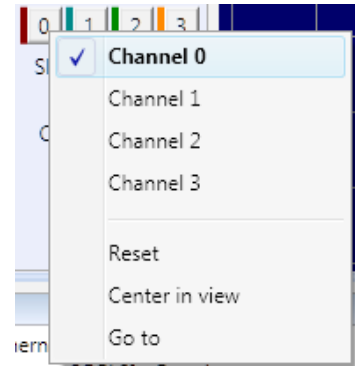 0 1 2 3
Channel 0
Channel 1
Channel 2
Channel 3
Reset
Center in view
Go to